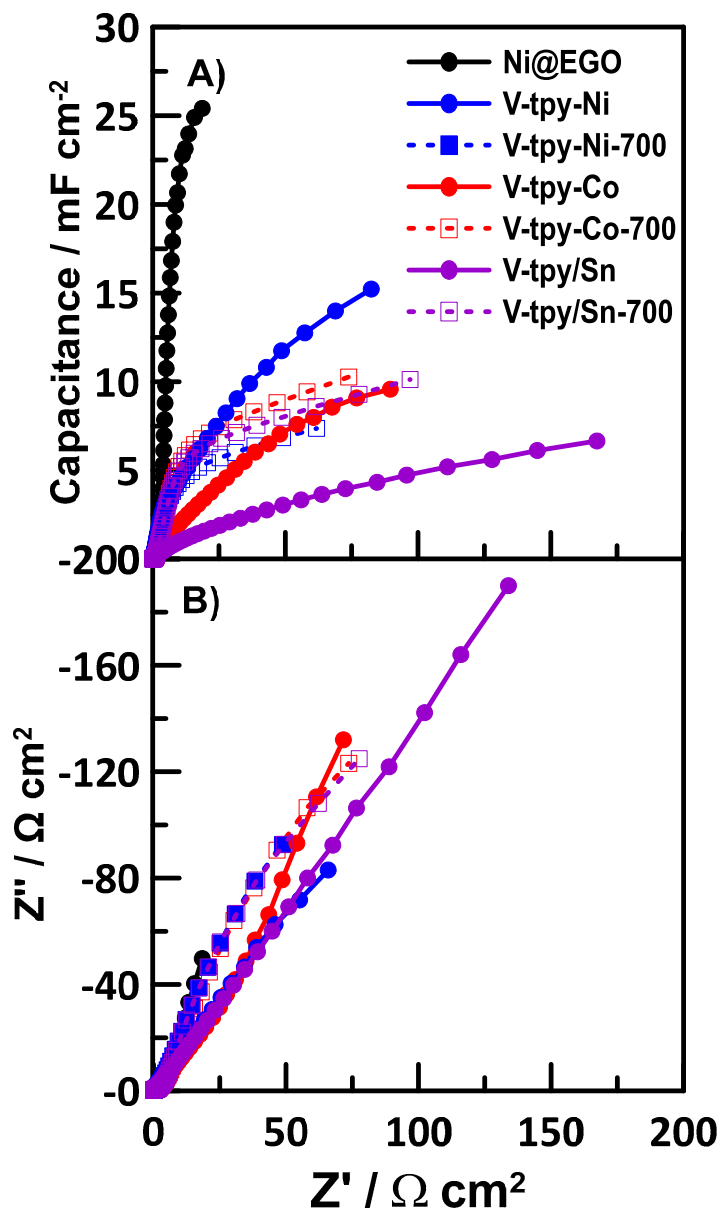 30
25
20
15
10
5
Capacitance / mF cm-2
A)
Ni@EGO
V-tpy-Ni
V-tpy-Ni-700
V-tpy-Co
V-tpy-Co-700
V-tpy/Sn
V-tpy/Sn-700
-200
-160
-120
-80
-40
-0
Z'' / Ω cm2
B)
0 50 100 150 200
Z' / Ω cm2